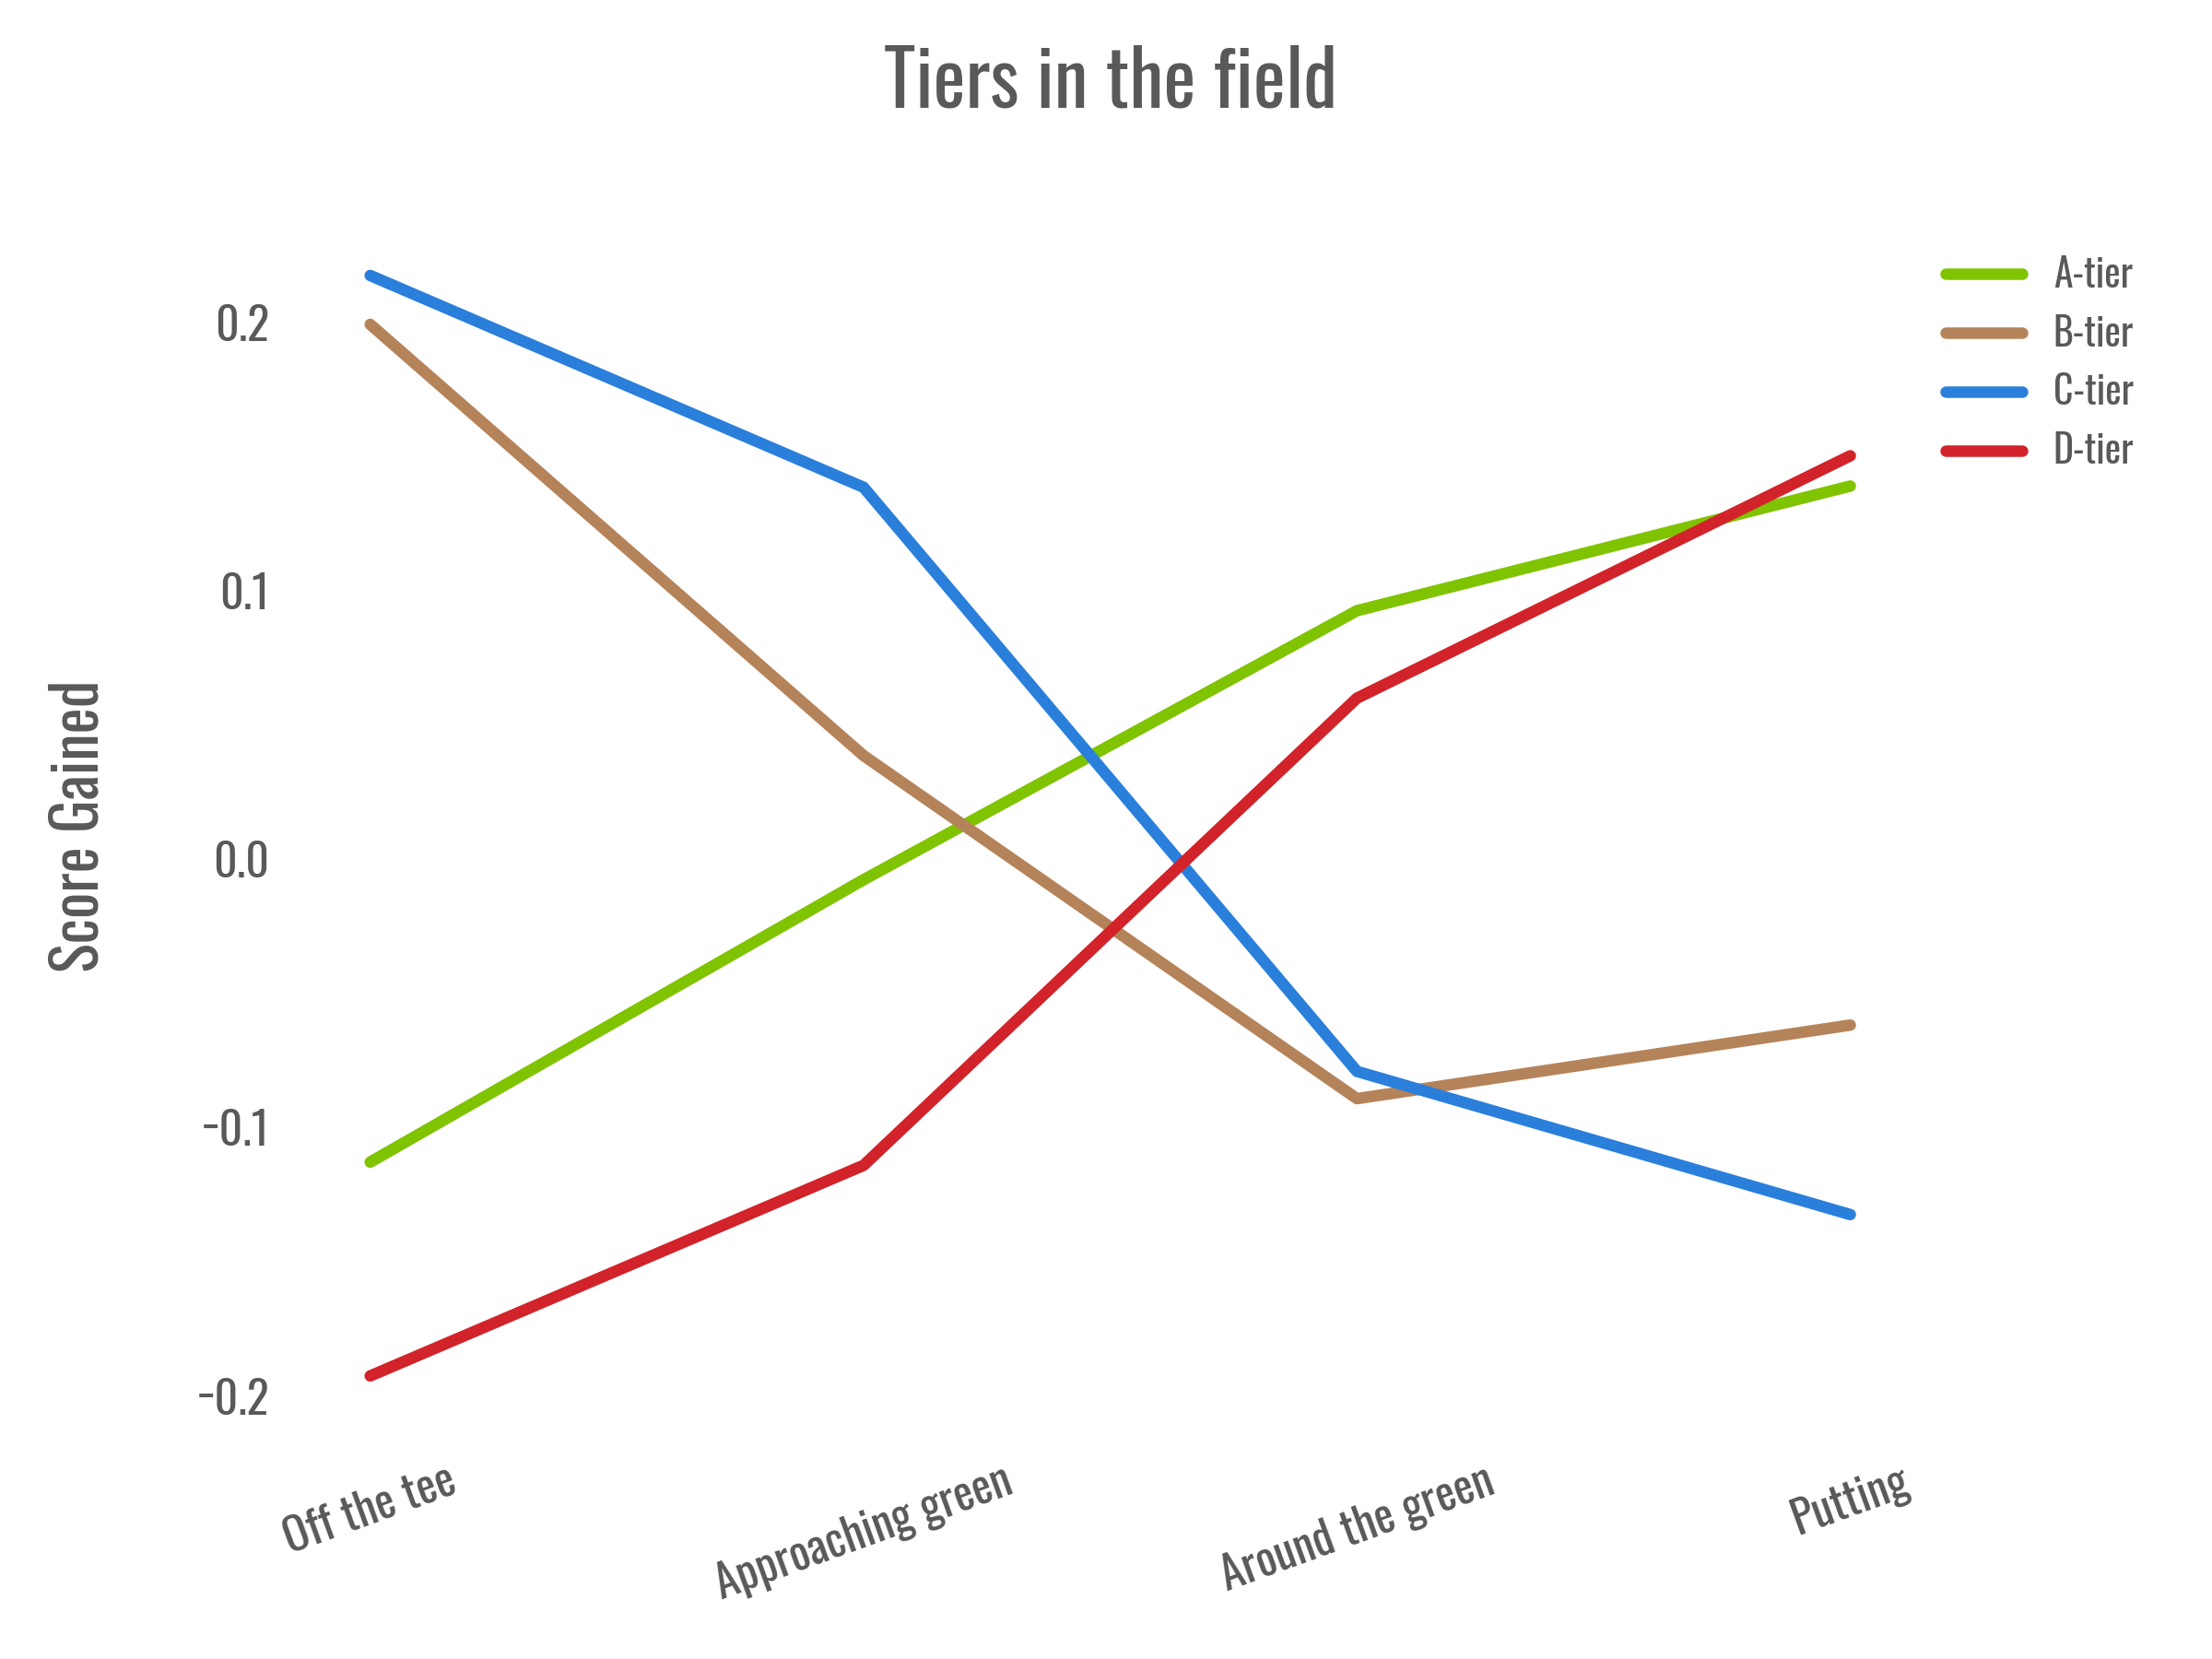 Tiers in the field
A-tier
B-tier
C-tier
D-tier
Score Gained
0.2
0.1
0.0
−0.1
−0.2
Off the tee
Approaching green
Around the green
Putting